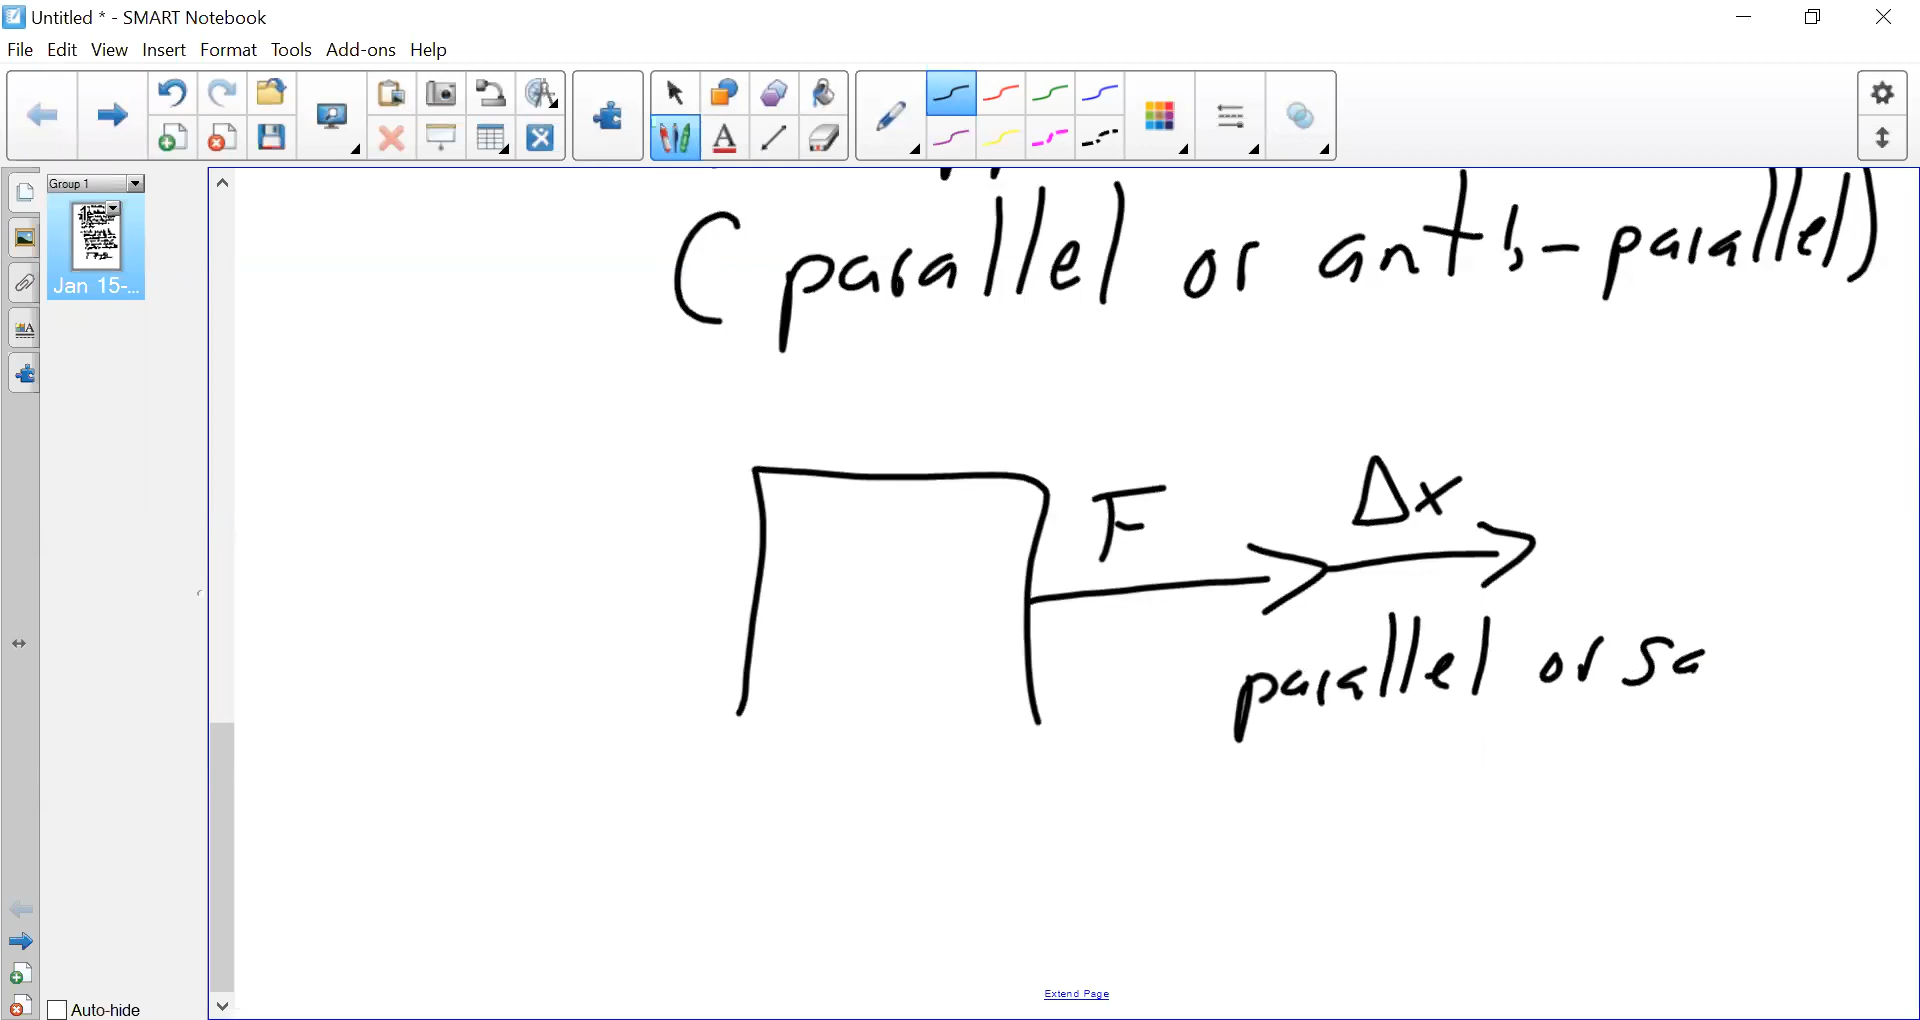 Untitled * - SMART Notebook
File Edit View Insert Format Tools Add-ons Help
Group 1
Jan 15-...
(parallel or anti-parallel)
F
Δx
parallel or sa
Extend Page
Auto-hide